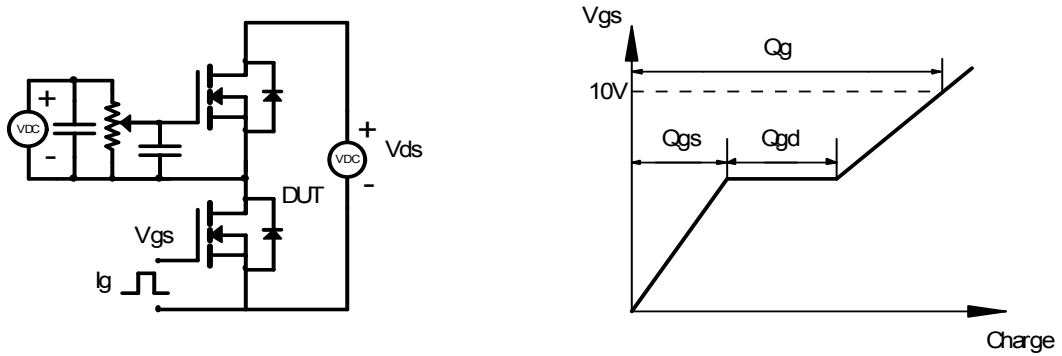 +
VDC
-
+
VDC
-
Vds
DUT
Vgs
Ig
Vgs
Qg
10V
Qgs
Qgd
Charge